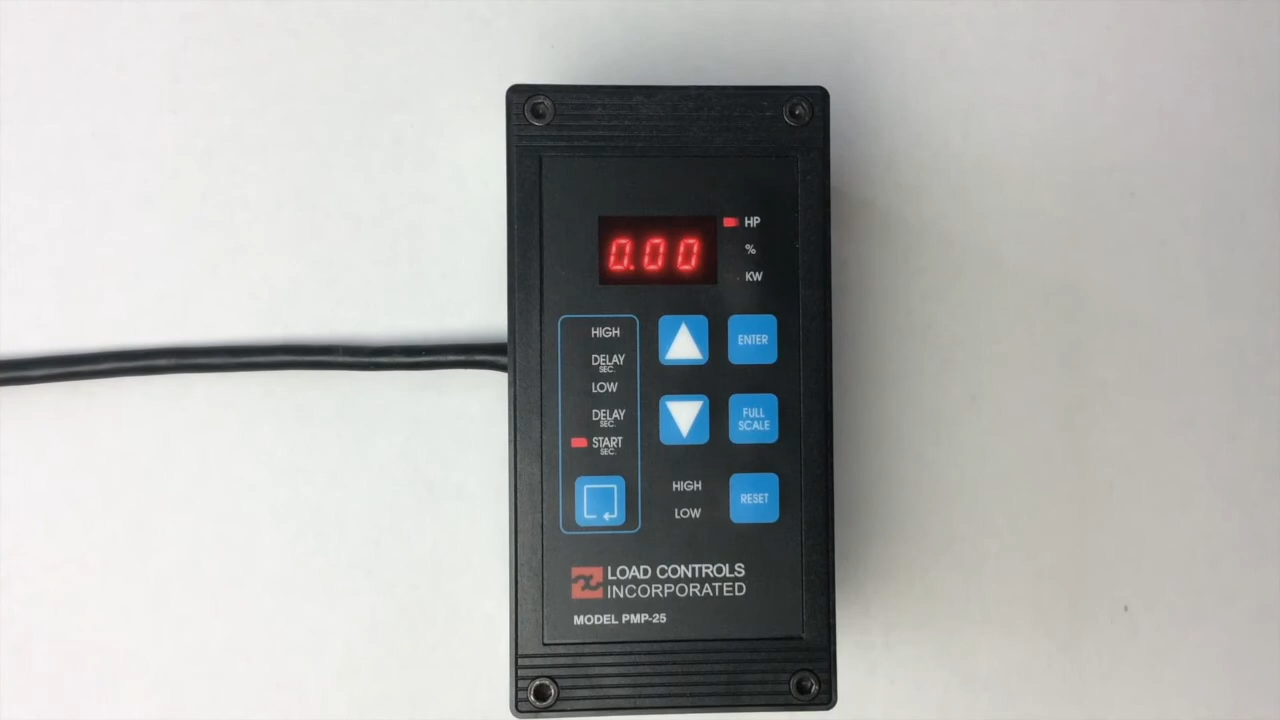 0.00
HP
%
KW
HIGH
DELAY
SEC.
LOW
DELAY
SEC.
START
SEC.
ENTER
FULL
SCALE
HIGH
LOW
RESET
LOAD CONTROLS
INCORPORATED
MODEL PMP-25